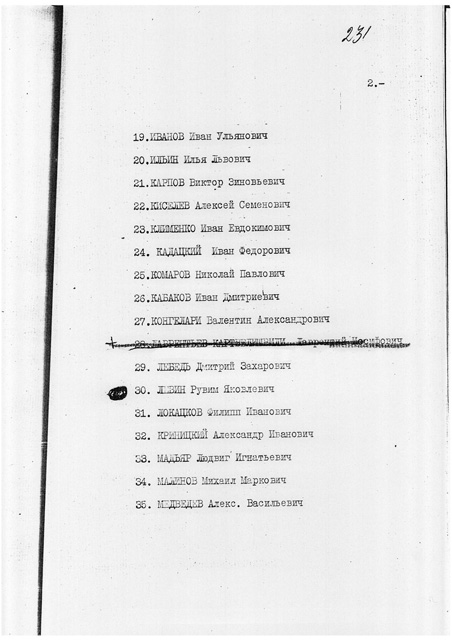 231
2.-
19.ИВАНОВ Иван Ульянович
20.ИЛЬИН Илья Львович
21.КАРПОВ Виктор Зиновьевич
22.КИСЕЛЕВ Алексей Семенович
23.КЛИМЕНКО Иван Евдокимович
24. КАДАЦКИЙ Иван Федорович
25.КОМАРОВ Николай Павлович
26.КАБАКОВ Иван Дмитриевич
27.КОНГЕЛАРИ Валентин Александрович
28.ЛАВРЕНТЬЕВ КАРТВЕЛИШВИЛИ Лаврентий Иосифович
29. ЛЕБЕДЬ Дмитрий Захарович
30. ЛЕВИН Рувим Яковлевич
31. ЛОКАЦКОВ Филипп Иванович
32. КРИНИЦКИЙ Александр Иванович
33. МАДЬЯР Людвиг Игнатьевич
34. МАЛИНОВ Михаил Маркович
35. МЕДВЕДЕВ Алекс. Васильевич